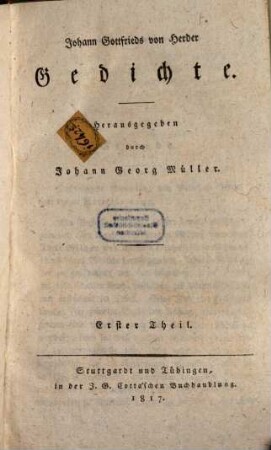 Johann Gottfrieds von Herder
Gedichte.
Herausgegeben
durch
Johann Georg Müller.
Erster Theil.
Stuttgardt und Tübingen,
in der J. G. Cotta'schen Buchhandlung.
1817.